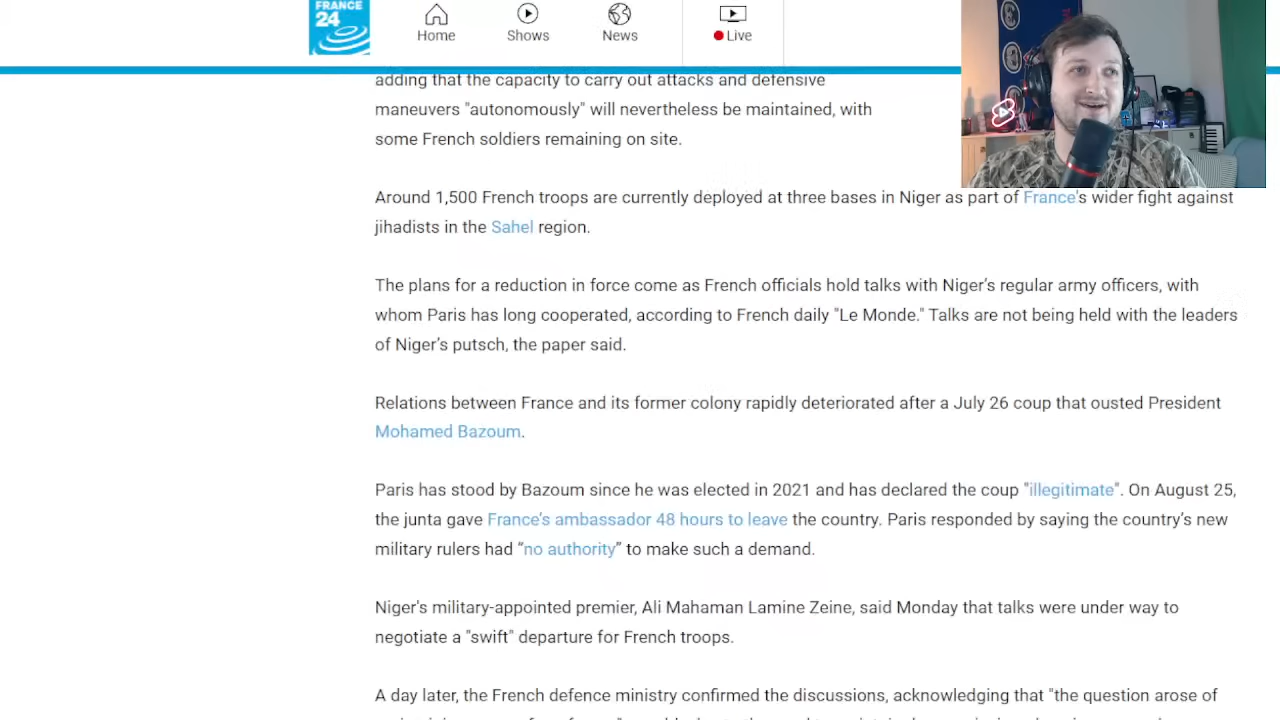 FRANCE
24
Home
Shows
News
Live
adding that the capacity to carry out attacks and defensive
maneuvers "autonomously" will nevertheless be maintained, with
some French soldiers remaining on site.
Around 1,500 French troops are currently deployed at three bases in Niger as part of France's wider fight against
jihadists in the Sahel region.
The plans for a reduction in force come as French officials hold talks with Niger’s regular army officers, with
whom Paris has long cooperated, according to French daily "Le Monde." Talks are not being held with the leaders
of Niger’s putsch, the paper said.
Relations between France and its former colony rapidly deteriorated after a July 26 coup that ousted President
Mohamed Bazoum.
Paris has stood by Bazoum since he was elected in 2021 and has declared the coup "illegitimate". On August 25,
the junta gave France’s ambassador 48 hours to leave the country. Paris responded by saying the country’s new
military rulers had “no authority” to make such a demand.
Niger's military-appointed premier, Ali Mahaman Lamine Zeine, said Monday that talks were under way to
negotiate a "swift" departure for French troops.
A day later, the French defence ministry confirmed the discussions, acknowledging that "the question arose of